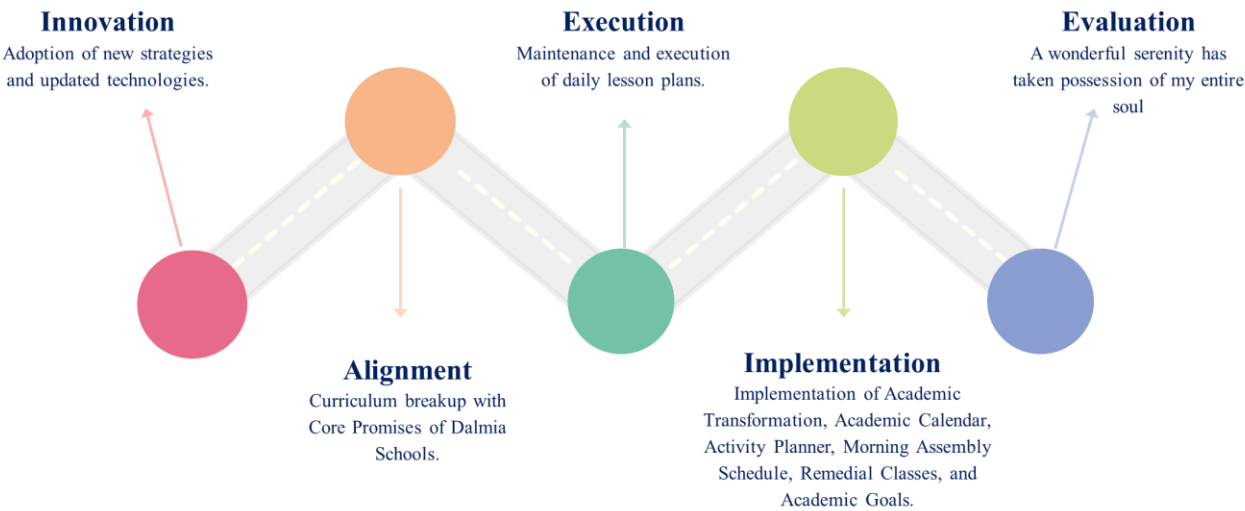 Innovation
Adoption of new strategies
and updated technologies.
Alignment
Curriculum breakup with
Core Promises of Dalmia
Schools.
Execution
Maintenance and execution
of daily lesson plans.
Implementation
Implementation of Academic
Transformation, Academic Calendar,
Activity Planner, Morning Assembly
Schedule, Remedial Classes, and
Academic Goals.
Evaluation
A wonderful serenity has
taken possession of my entire
soul